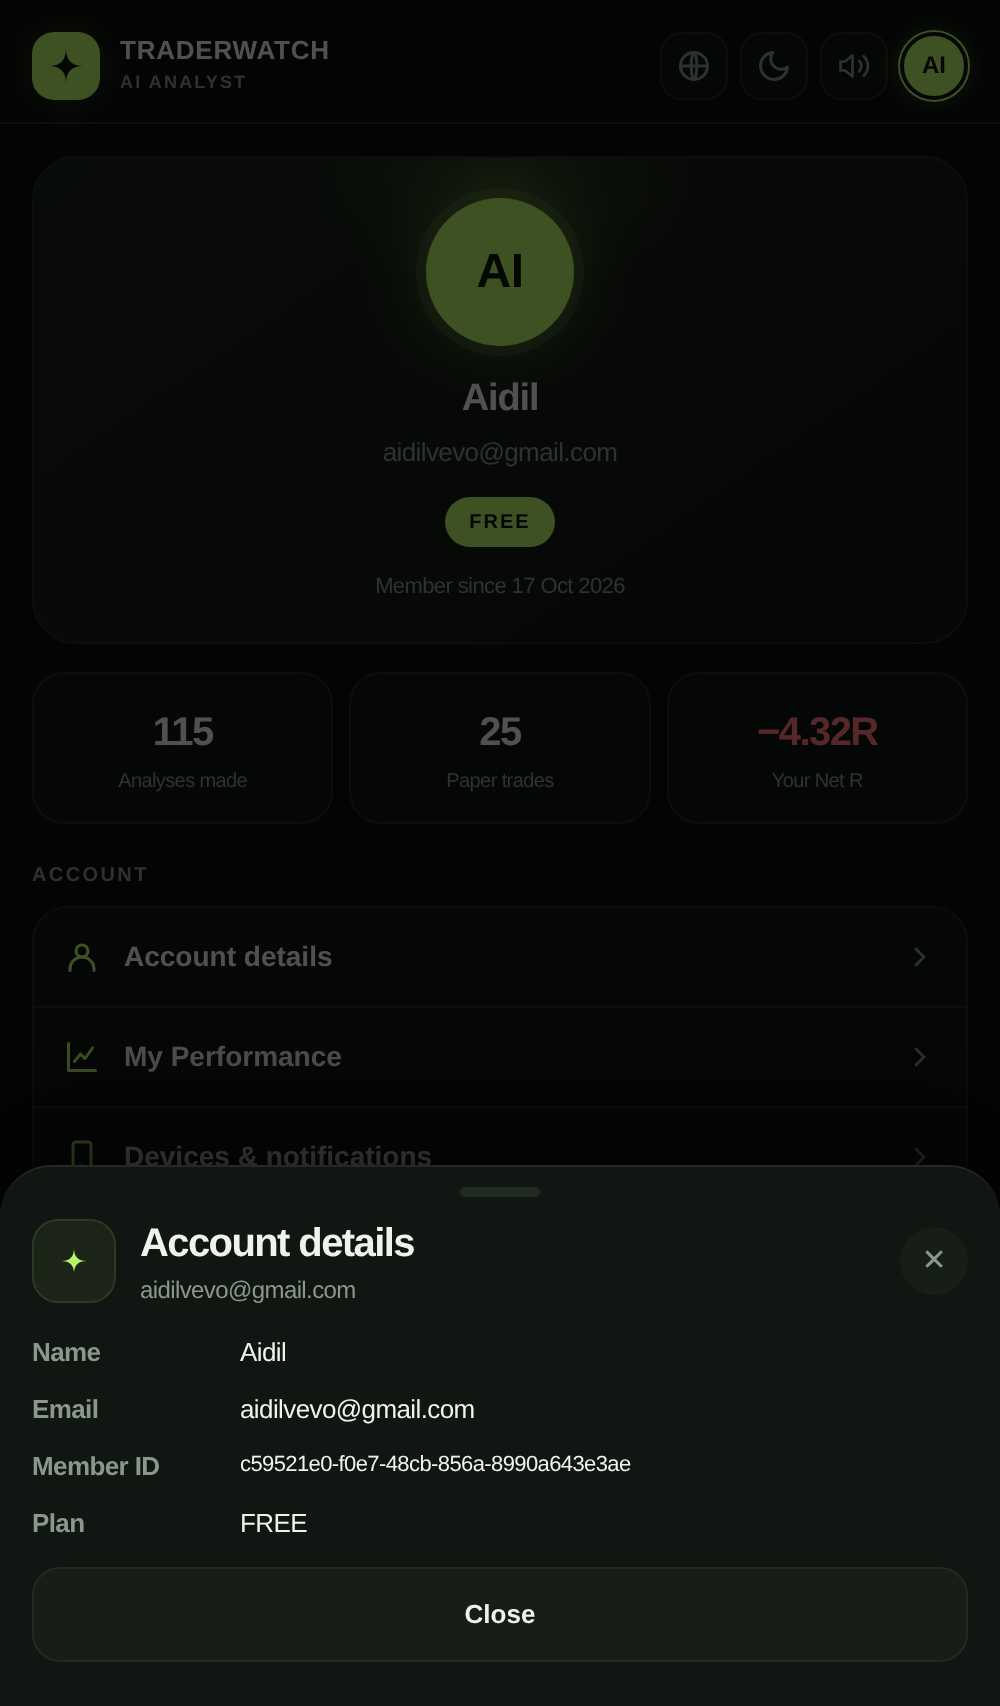 TRADERWATCH
AI ANALYST
AI
AI
Aidil
aidilvevo@gmail.com
FREE
Member since 17 Oct 2026
115
Analyses made
25
Paper trades
−4.32R
Your Net R
ACCOUNT
Account details
My Performance
Devices & notifications
Account details
aidilvevo@gmail.com
Name Aidil
Email aidilvevo@gmail.com
Member ID c59521e0-f0e7-48cb-856a-8990a643e3ae
Plan FREE
Close